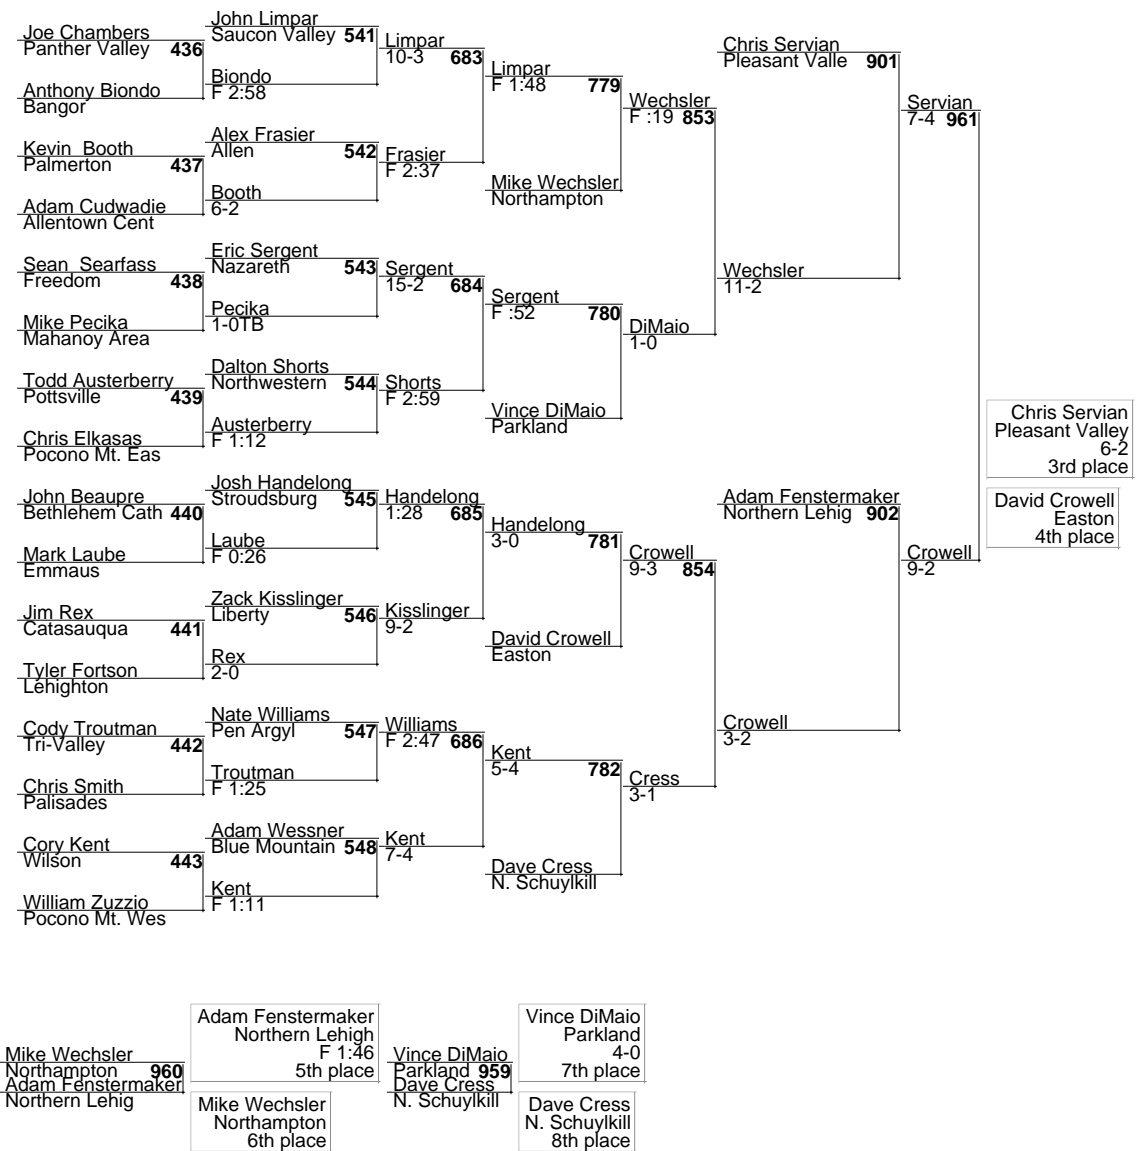 Joe Chambers
Panther Valley 436
Anthony Biondo
Bangor
Kevin Booth
Palmerton 437
Adam Cudwadie
Allentown Cent
Sean Searfass
Freedom 438
Mike Pecika
Mahanoy Area
Todd Austerberry
Pottsville 439
Chris Elkasas
Pocono Mt. Eas
John Beaupre
Bethlehem Cath 440
Mark Laube
Emmaus
Jim Rex
Catasauqua 441
Tyler Fortson
Lehighton
Cody Troutman
Tri-Valley 442
Chris Smith
Palisades
Cory Kent
Wilson 443
William Zuzzio
Pocono Mt. Wes
John Limpar
Saucon Valley 541
Biondo
F 2:58
Alex Frasier
Allen 542
Booth
6-2
Eric Sergent
Nazareth 543
Pecika
1-0TB
Dalton Shorts
Northwestern 544
Austerberry
F 1:12
Josh Handelong
Stroudsburg 545
Laube
F 0:26
Zack Kisslinger
Liberty 546
Rex
2-0
Nate Williams
Pen Argyl 547
Troutman
F 1:25
Adam Wessner
Blue Mountain 548
Kent
F 1:11
Limpar
10-3 683
Frasier
F 2:37
Sergent
15-2 684
Shorts
F 2:59
Handelong
1:28 685
Kisslinger
9-2
Williams
F 2:47 686
Kent
7-4
Limpar
F 1:48 779
Mike Wechsler
Northampton
Sergent
F :52 780
Vince DiMaio
Parkland
Handelong
3-0 781
David Crowell
Easton
Kent
5-4 782
Dave Cress
N. Schuylkill
Wechsler
F :19 853
DiMaio
1-0
Crowell
9-3 854
Cress
3-1
Chris Servian
Pleasant Valle 901
Wechsler
11-2
Adam Fenstermaker
Northern Lehig 902
Crowell
3-2
Servian
7-4 961
Crowell
9-2
Chris Servian
Pleasant Valley
6-2
3rd place
David Crowell
Easton
4th place
Mike Wechsler
Northampton 960
Adam Fenstermaker
Northern Lehig
Adam Fenstermaker
Northern Lehigh
F 1:46
5th place
Mike Wechsler
Northampton
6th place
Vince DiMaio
Parkland 959
Dave Cress
N. Schuylkill
Vince DiMaio
Parkland
4-0
7th place
Dave Cress
N. Schuylkill
8th place